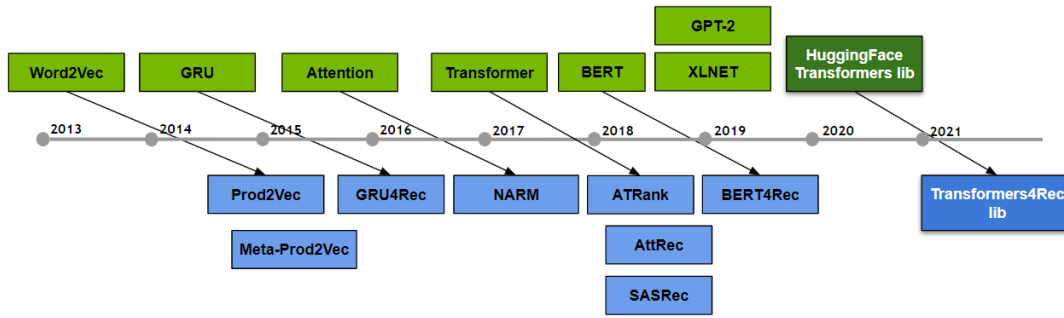 GPT-2
Word2Vec
GRU
Attention
Transformer
BERT
XLNET
HuggingFace
Transformers lib
2013
2014
2015
2016
2017
2018
2019
2020
2021
Prod2Vec
GRU4Rec
NARM
ATRank
BERT4Rec
Transformers4Rec
lib
Meta-Prod2Vec
AttRec
SASRec